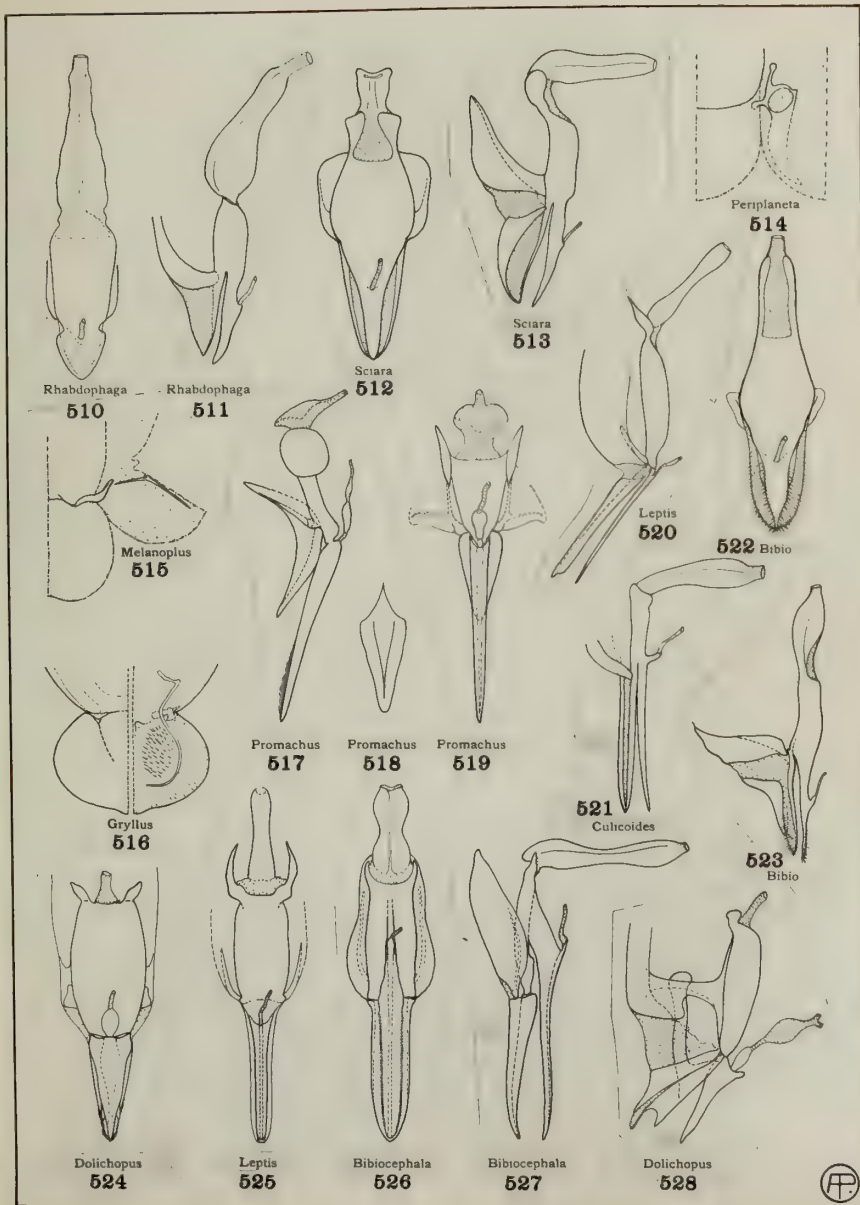 Periplaneta
514
Sciara
513
Sciara
512
Rhabdophaga
510
Rhabdophaga
511
Leptis
520
522 Bibio
Melanoplus
515
Promachus
517
Promachus
518
Promachus
519
521
Culicoides
Gryllus
516
523
Bibio
Dolichopus
524
Leptis
525
Bibiocephala
526
Bibiocephala
527
Dolichopus
528